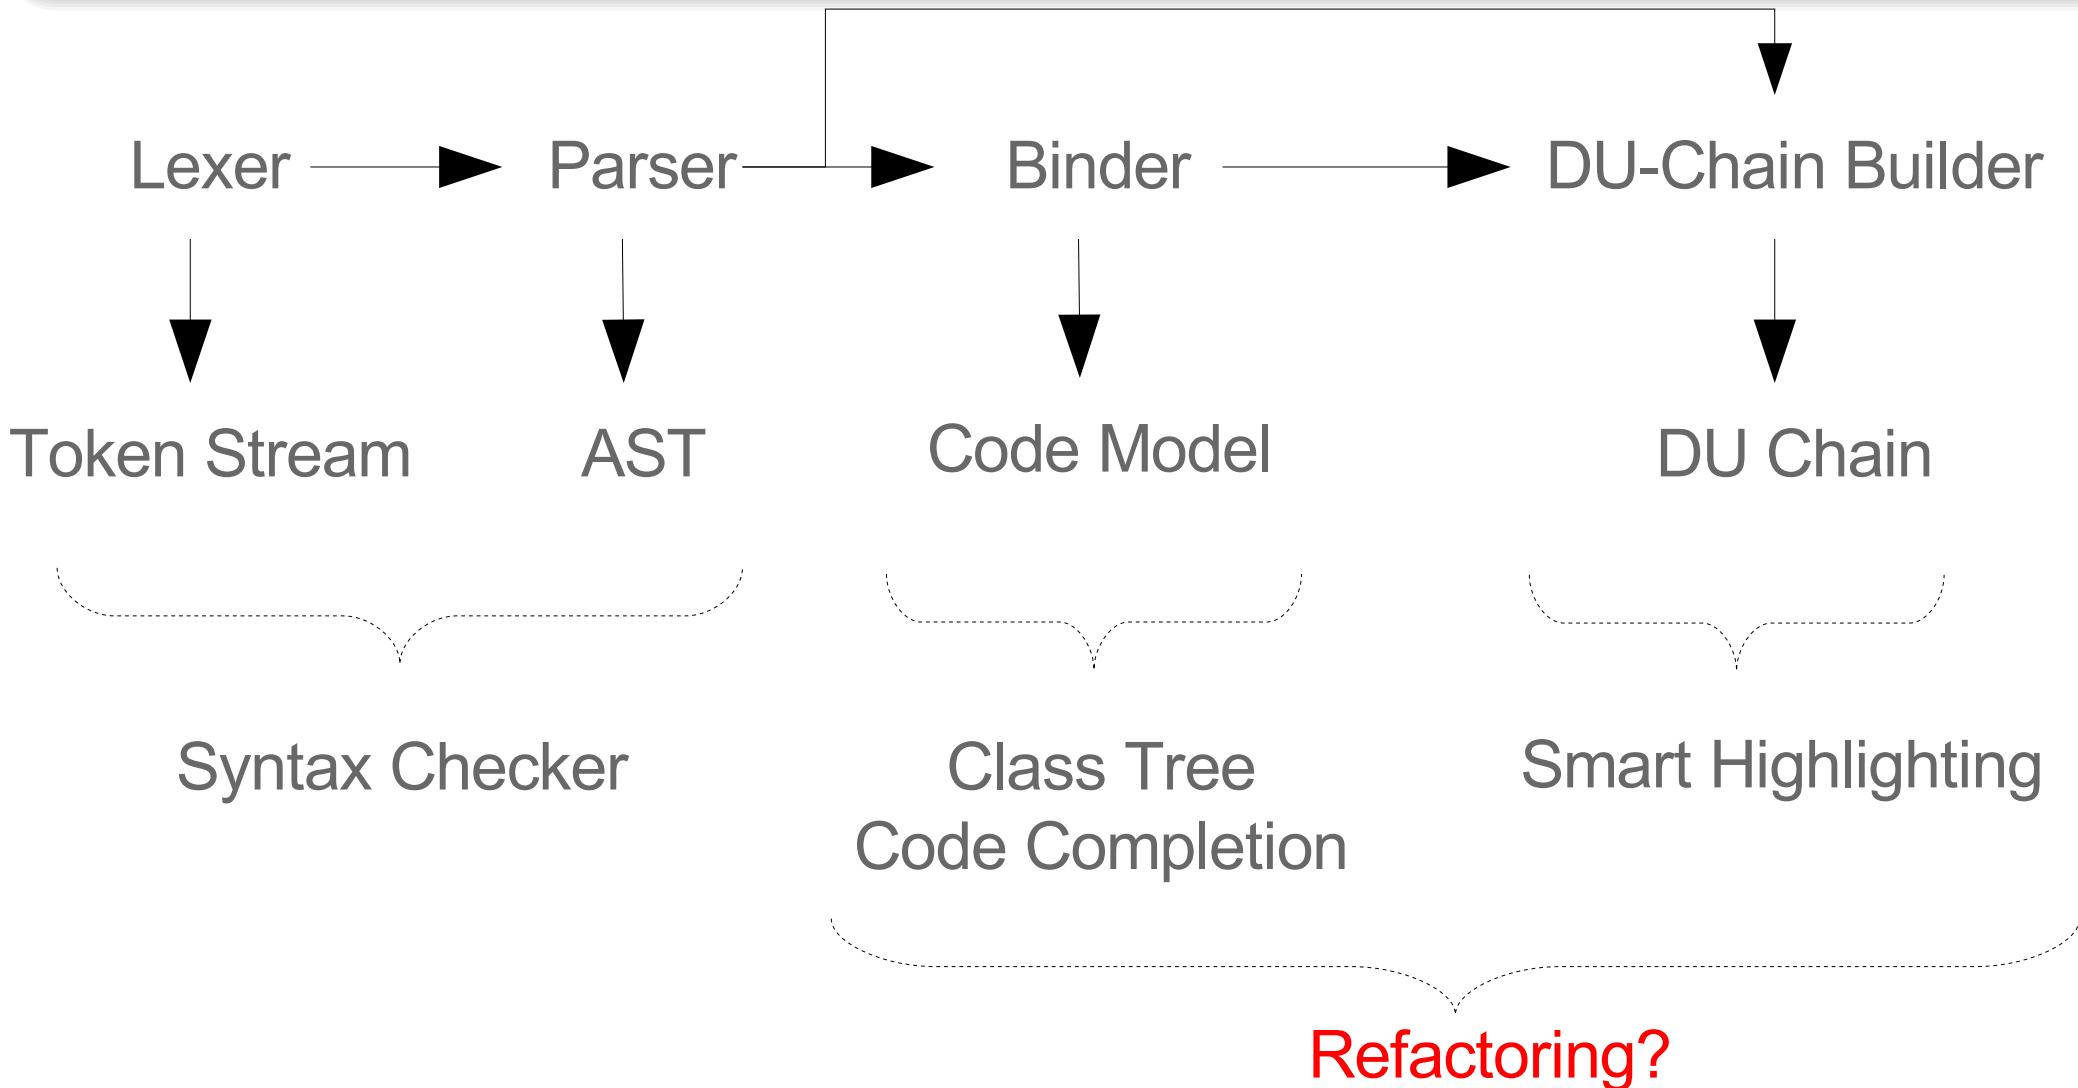 Lexer
Parser
Binder
DU-Chain Builder
Token Stream
AST
Code Model
DU Chain
Syntax Checker
Class Tree
Code Completion
Smart Highlighting
Refactoring?